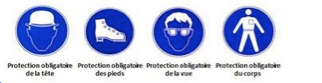 Protection obligatoire
de la tête
Protection obligatoire
des pieds
Protection obligatoire
de la vue
Protection obligatoire
du corps